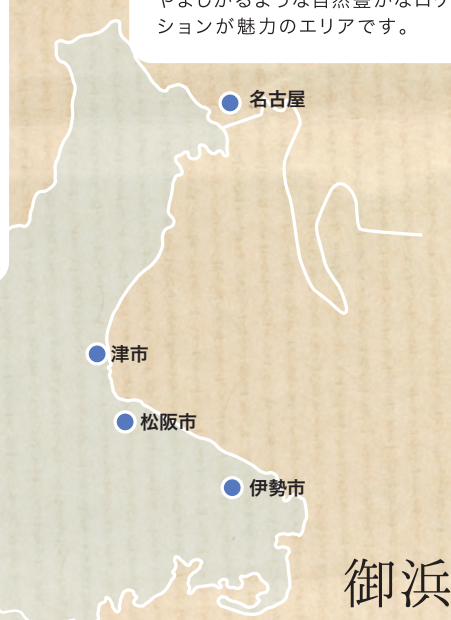 ションが魅力のエリアです。
名古屋
津市
松阪市
伊勢市
御浜